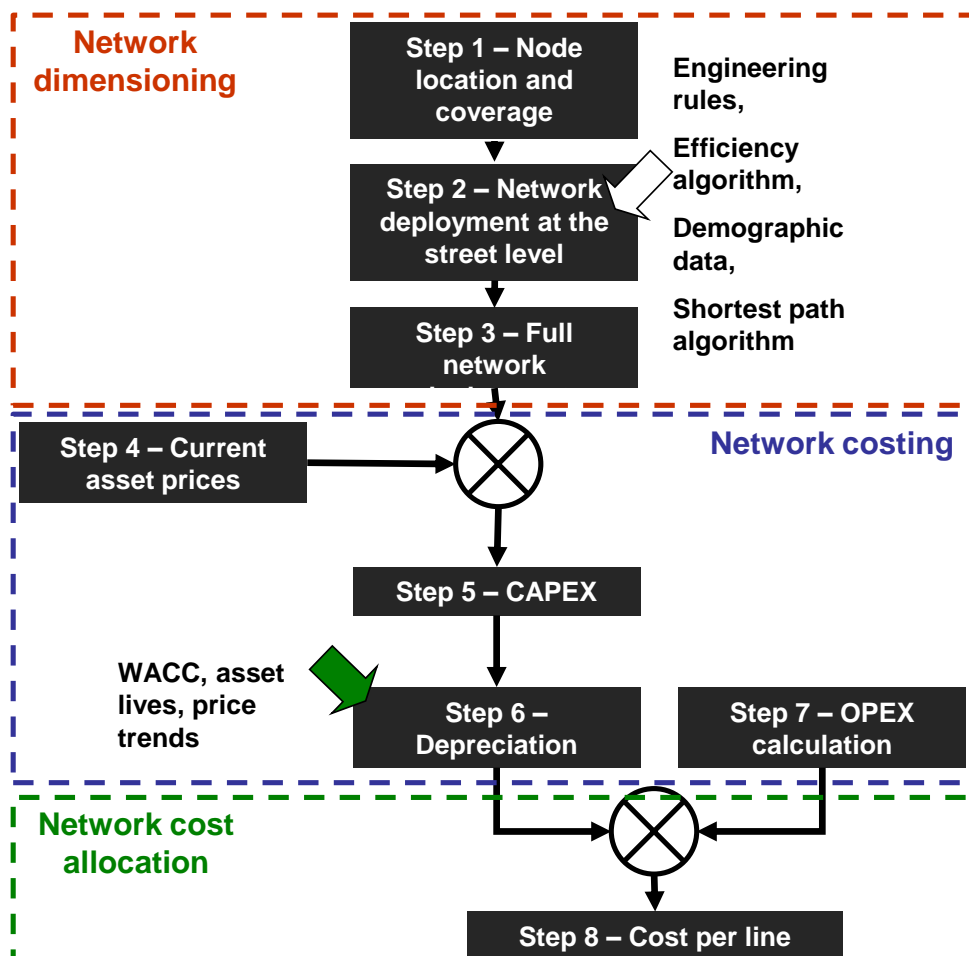 Network
dimensioning
Step 1 – Node
location and
coverage
Engineering
rules,
Efficiency
algorithm,
Demographic
data,
Shortest path
algorithm
Step 2 – Network
deployment at the
street level
Step 3 – Full
network
Network costing
Step 4 – Current
asset prices
Step 5 – CAPEX
WACC, asset
lives, price
trends
Step 6 –
Depreciation
Step 7 – OPEX
calculation
Network cost
allocation
Step 8 – Cost per line